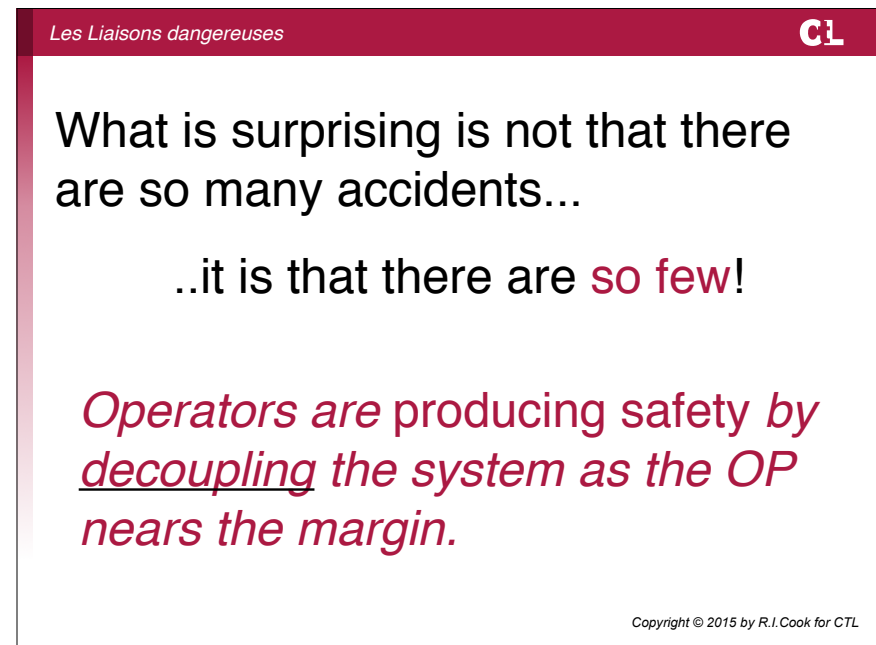 Les Liaisons dangereuses
CtL
What is surprising is not that there
are so many accidents...
..it is that there are so few!
Operators are producing safety by
decoupling the system as the OP
nears the margin.
Copyright © 2015 by R.I.Cook for CTL